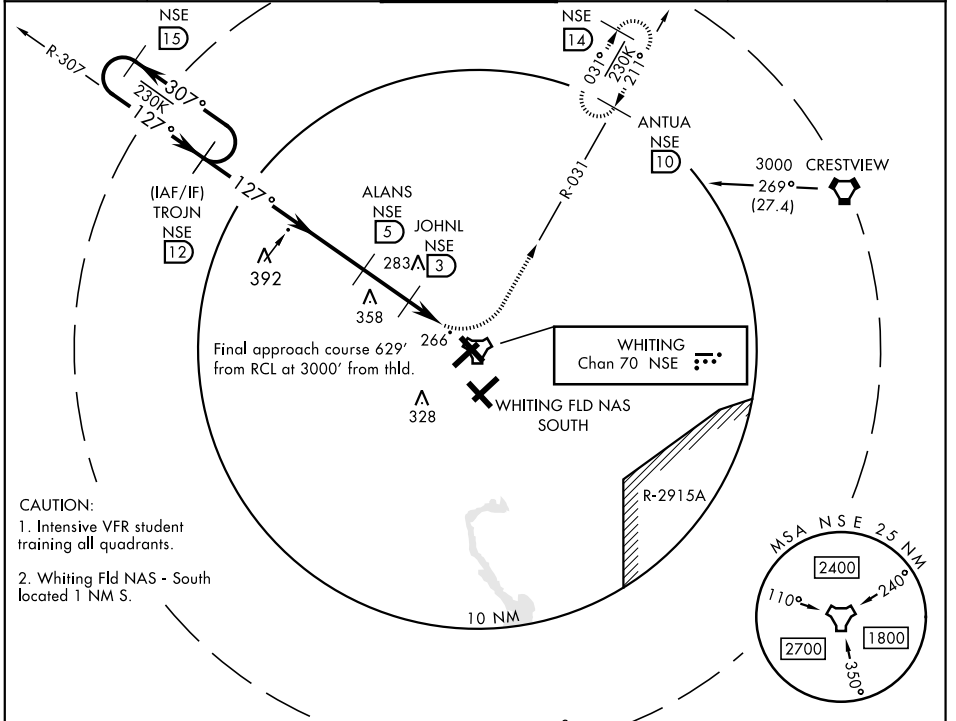 NSE
15
R-307
307°
230K
127°
127°
(IAF/IF)
TROJN
NSE
12
392
ALANS
NSE
5
JOHNL
NSE
3
283
358
266
NSE
14
031°
230K
211°
ANTUA
NSE
10
R-031
3000
269°
(27.4)
CRESTVIEW
Final approach course 629'
from RCL at 3000' from thld.
WHITING
Chan 70 NSE
328
WHITING FLD NAS
SOUTH
R-2915A
CAUTION:
1. Intensive VFR student
training all quadrants.
2. Whiting Fld NAS - South
located 1 NM S.
10 NM
MSA NSE 25 NM
2400
110°
240°
2700
1800
350°